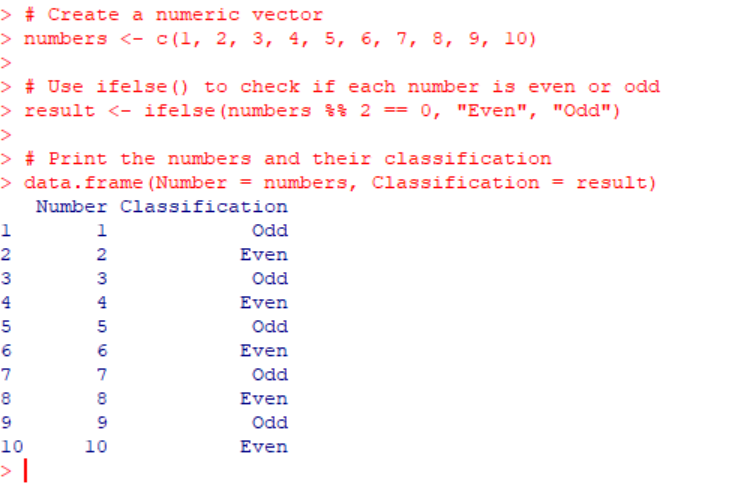 > # Create a numeric vector
> numbers <- c(1, 2, 3, 4, 5, 6, 7, 8, 9, 10)
>
> # Use ifelse() to check if each number is even or odd
> result <- ifelse(numbers %% 2 == 0, "Even", "Odd")
>
> # Print the numbers and their classification
> data.frame(Number = numbers, Classification = result)
   Number Classification
1       1            Odd
2       2           Even
3       3            Odd
4       4           Even
5       5            Odd
6       6           Even
7       7            Odd
8       8           Even
9       9            Odd
10     10           Even
>